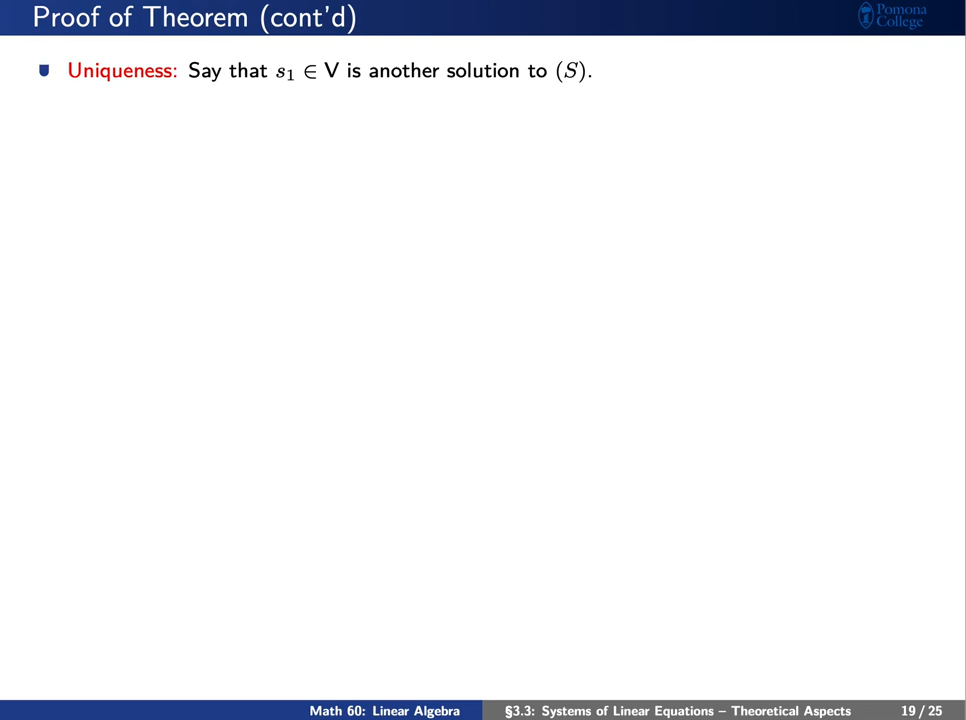 Proof of Theorem (cont'd)
Pomona
College
Uniqueness: Say that s₁ ∈ V is another solution to (S).
Math 60: Linear Algebra
§3.3: Systems of Linear Equations – Theoretical Aspects
19 / 25